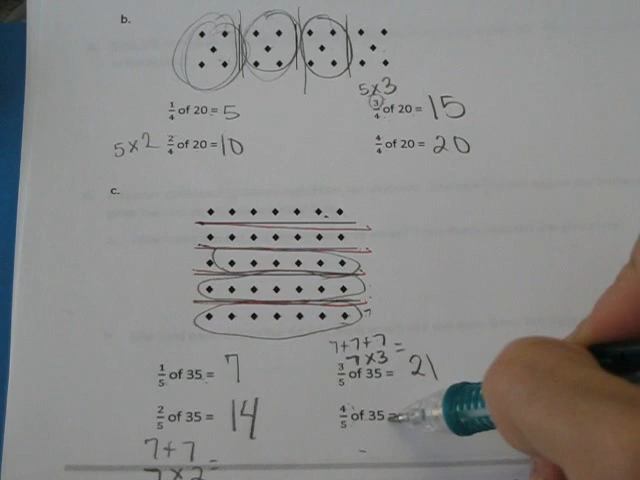 b.
5x3
1/4 of 20 = 5
3/4 of 20 = 15
5x2 2/4 of 20 = 10
4/4 of 20 = 20
c.
7
7+7+7
7x3 =
1/5 of 35 = 7
3/5 of 35 = 21
2/5 of 35 = 14
4/5 of 35 =
7+7
7x2 =